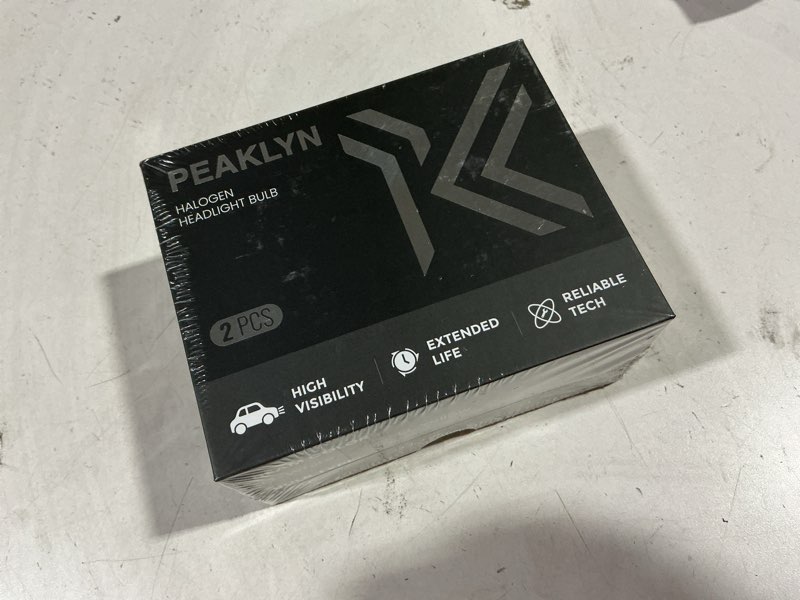 PEAKLYN
HALOGEN
HEADLIGHT BULB
2 PCS
HIGH
VISIBILITY
EXTENDED
LIFE
RELIABLE
TECH